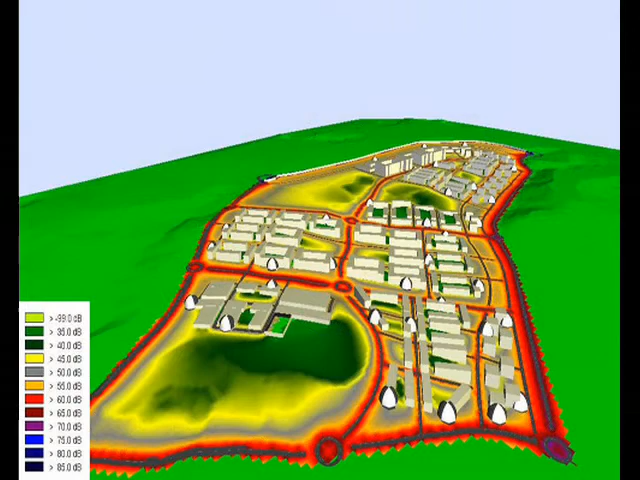 > -99.0 dB
> 35.0 dB
> 40.0 dB
> 45.0 dB
> 50.0 dB
> 55.0 dB
> 60.0 dB
> 65.0 dB
> 70.0 dB
> 75.0 dB
> 80.0 dB
> 85.0 dB